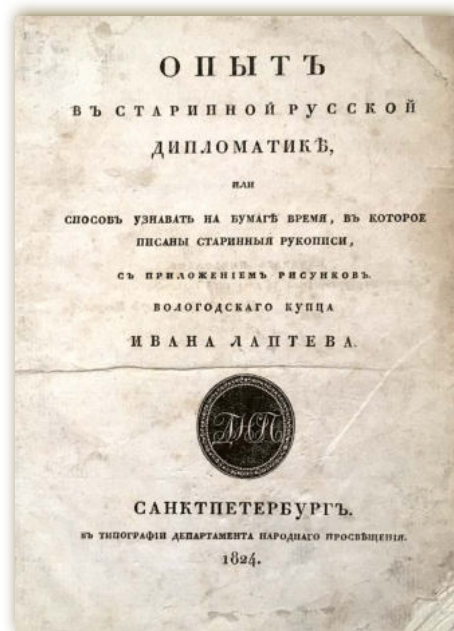 ОПЫТЪ
ВЪ СТАРИННОЙ РУССКОЙ
ДИПЛОМАТИКѢ,
ИЛИ
СПОСОБЪ УЗНАВАТЬ НА БУМАГѢ ВРЕМЯ, ВЪ КОТОРОЕ
ПИСАНЫ СТАРИННЫЯ РУКОПИСИ,
СЪ ПРИЛОЖЕНІЕМЪ РИСУНКОВЪ.
ВОЛОГОДСКАГО КУПЦА
ИВАНА ЛАПТЕВА.
ДНП
САНКТПЕТЕРБУРГЪ.
ВЪ ТИПОГРАФІИ ДЕПАРТАМЕНТА НАРОДНАГО ПРОСВѢЩЕНІЯ.
1824.